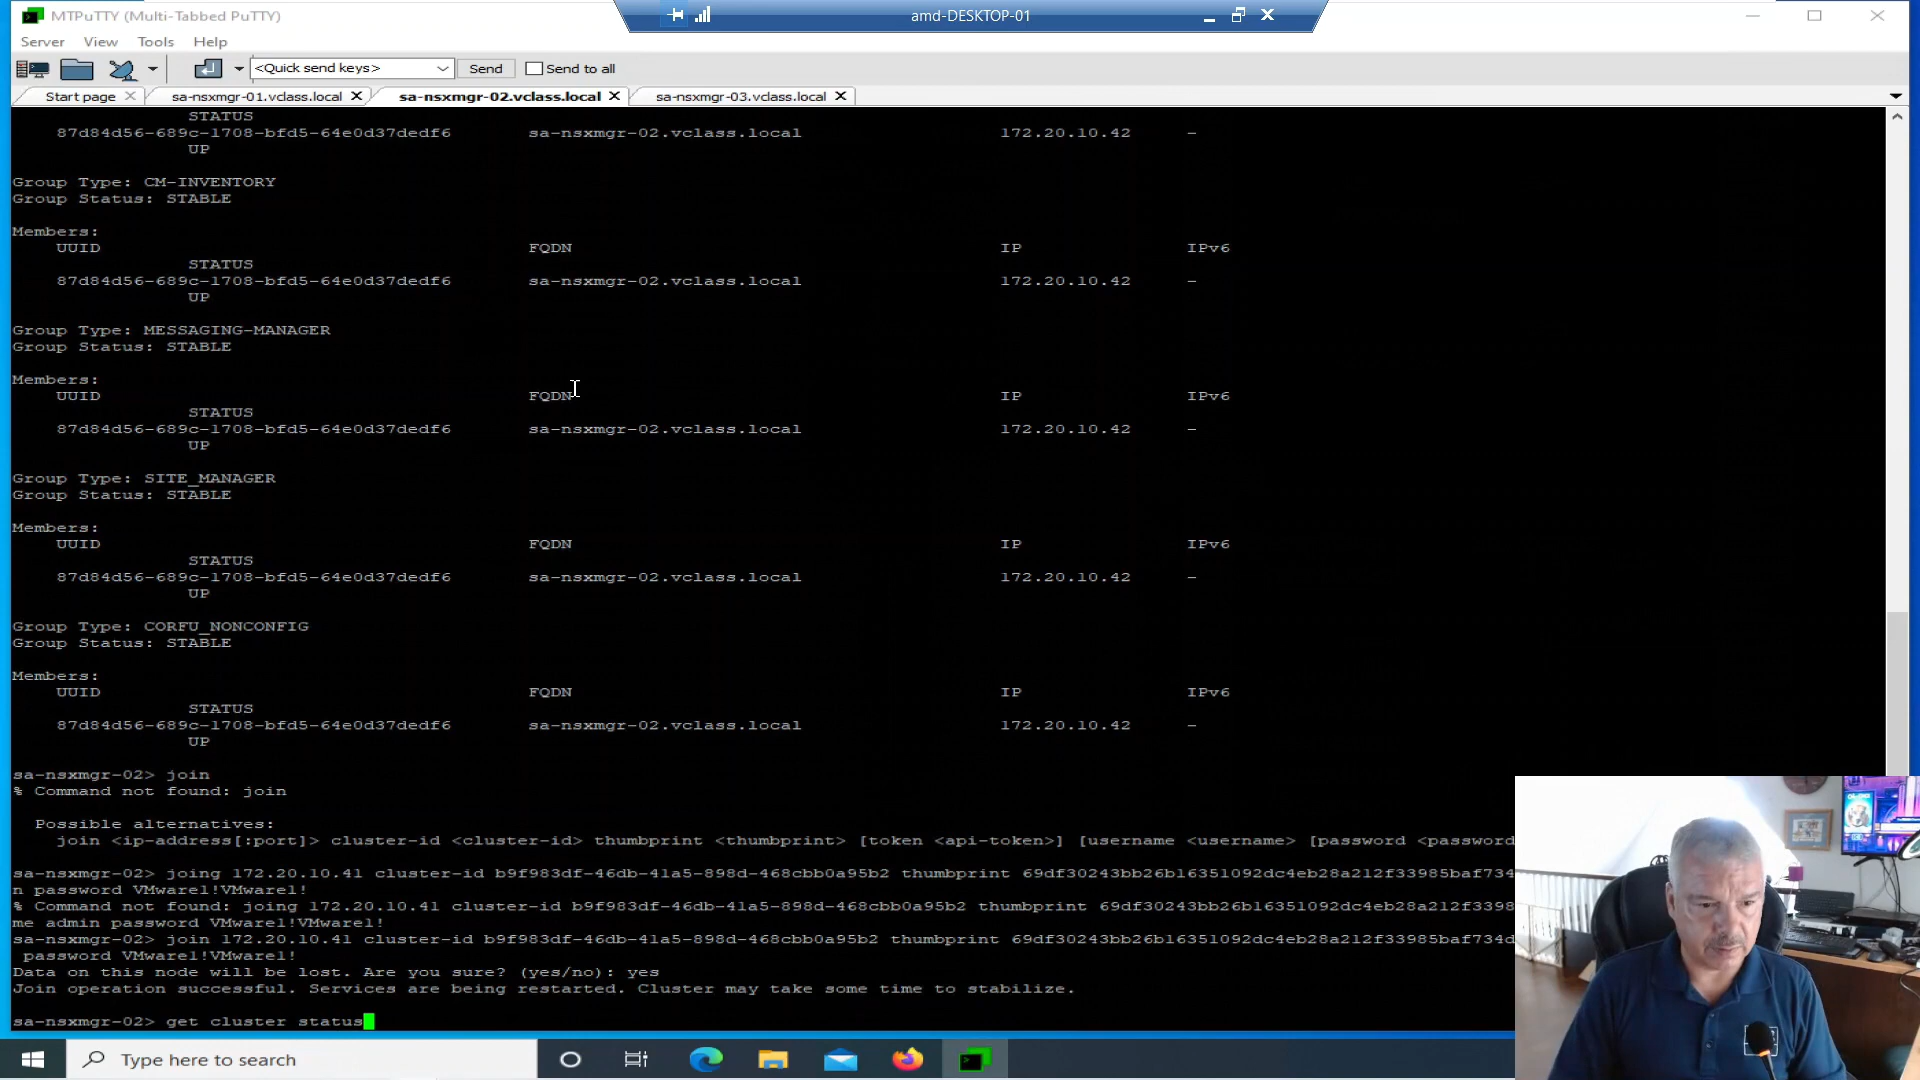 MTPuTTY (Multi-Tabbed PuTTY)
amd-DESKTOP-01
Server View Tools Help
<Quick send keys> Send Send to all
Start page sa-nsxmgr-01.vclass.local sa-nsxmgr-02.vclass.local sa-nsxmgr-03.vclass.local
STATUS
87d84d56-689c-1708-bfd5-64e0d37dedf6 sa-nsxmgr-02.vclass.local 172.20.10.42 -
UP
Group Type: CM-INVENTORY
Group Status: STABLE
Members:
UUID FQDN IP IPv6
STATUS
87d84d56-689c-1708-bfd5-64e0d37dedf6 sa-nsxmgr-02.vclass.local 172.20.10.42 -
UP
Group Type: MESSAGING-MANAGER
Group Status: STABLE
Members:
UUID FQDN IP IPv6
STATUS
87d84d56-689c-1708-bfd5-64e0d37dedf6 sa-nsxmgr-02.vclass.local 172.20.10.42 -
UP
Group Type: SITE_MANAGER
Group Status: STABLE
Members:
UUID FQDN IP IPv6
STATUS
87d84d56-689c-1708-bfd5-64e0d37dedf6 sa-nsxmgr-02.vclass.local 172.20.10.42 -
UP
Group Type: CORFU_NONCONFIG
Group Status: STABLE
Members:
UUID FQDN IP IPv6
STATUS
87d84d56-689c-1708-bfd5-64e0d37dedf6 sa-nsxmgr-02.vclass.local 172.20.10.42 -
UP
sa-nsxmgr-02> join
% Command not found: join
Possible alternatives:
join <ip-address[:port]> cluster-id <cluster-id> thumbprint <thumbprint> [token <api-token>] [username <username> [password <password
sa-nsxmgr-02> joing 172.20.10.41 cluster-id b9f983df-46db-41a5-898d-468cbb0a95b2 thumbprint 69df30243bb26b16351092dc4eb28a212f33985baf734
n password VMware1!VMware1!
% Command not found: joing 172.20.10.41 cluster-id b9f983df-46db-41a5-898d-468cbb0a95b2 thumbprint 69df30243bb26b16351092dc4eb28a212f3398
me admin password VMware1!VMware1!
sa-nsxmgr-02> join 172.20.10.41 cluster-id b9f983df-46db-41a5-898d-468cbb0a95b2 thumbprint 69df30243bb26b16351092dc4eb28a212f33985baf734d
password VMware1!VMware1!
Data on this node will be lost. Are you sure? (yes/no): yes
Join operation successful. Services are being restarted. Cluster may take some time to stabilize.
sa-nsxmgr-02> get cluster status
Type here to search